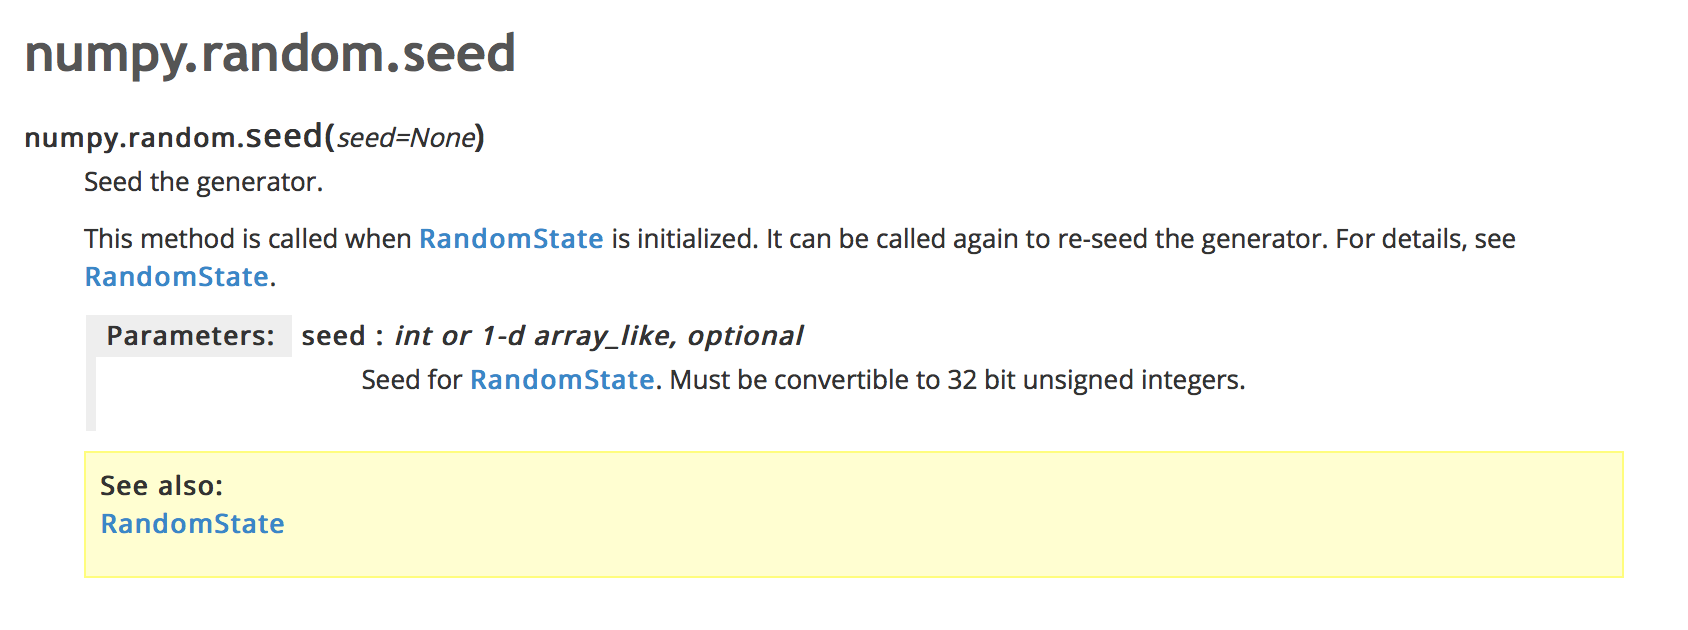 numpy.random.seed
numpy.random.seed(seed=None)
Seed the generator.
This method is called when RandomState is initialized. It can be called again to re-seed the generator. For details, see
RandomState.
Parameters: seed : int or 1-d array_like, optional
Seed for RandomState. Must be convertible to 32 bit unsigned integers.
See also:
RandomState